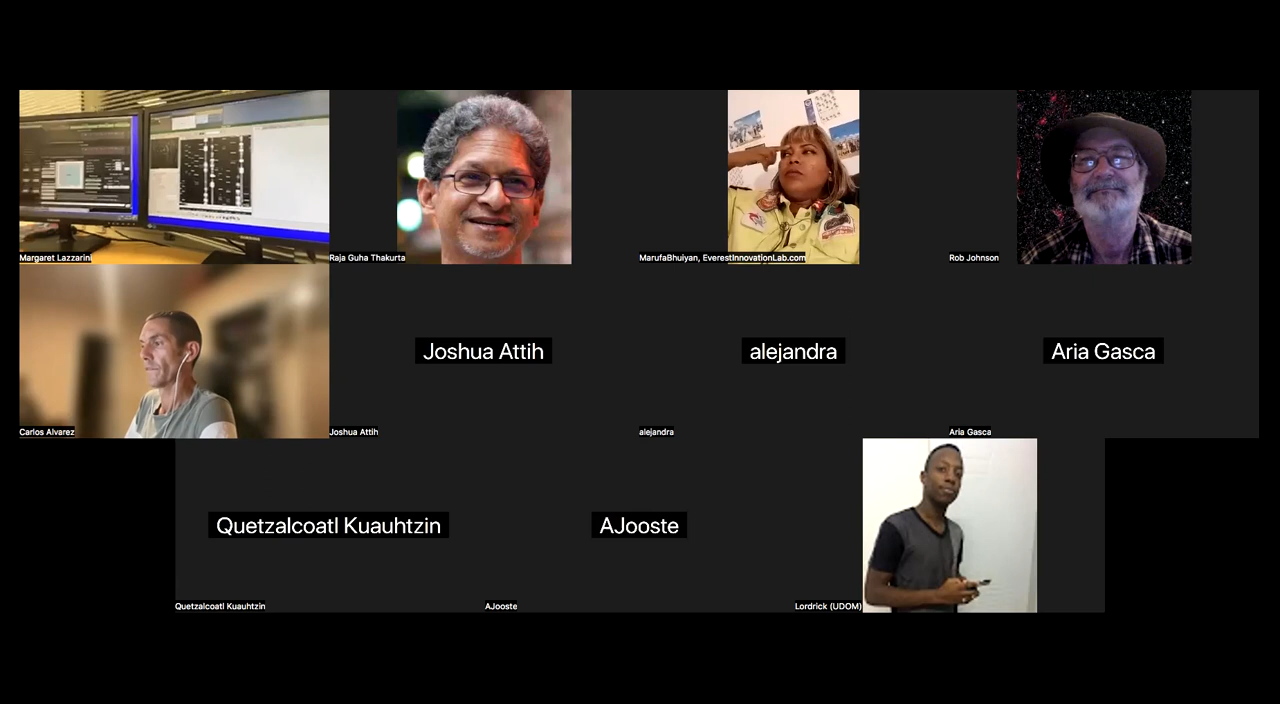 Margaret Lazzarini
Raja Guha Thakurta
MarufaBhuiyan, EverestInnovationLab.com
Rob Johnson
Joshua Attih
alejandra
Aria Gasca
Carlos Alvarez
Joshua Attih
alejandra
Aria Gasca
Quetzalcoatl Kuauhtzin
AJooste
Quetzalcoatl Kuauhtzin
AJooste
Lordrick (UDOM)